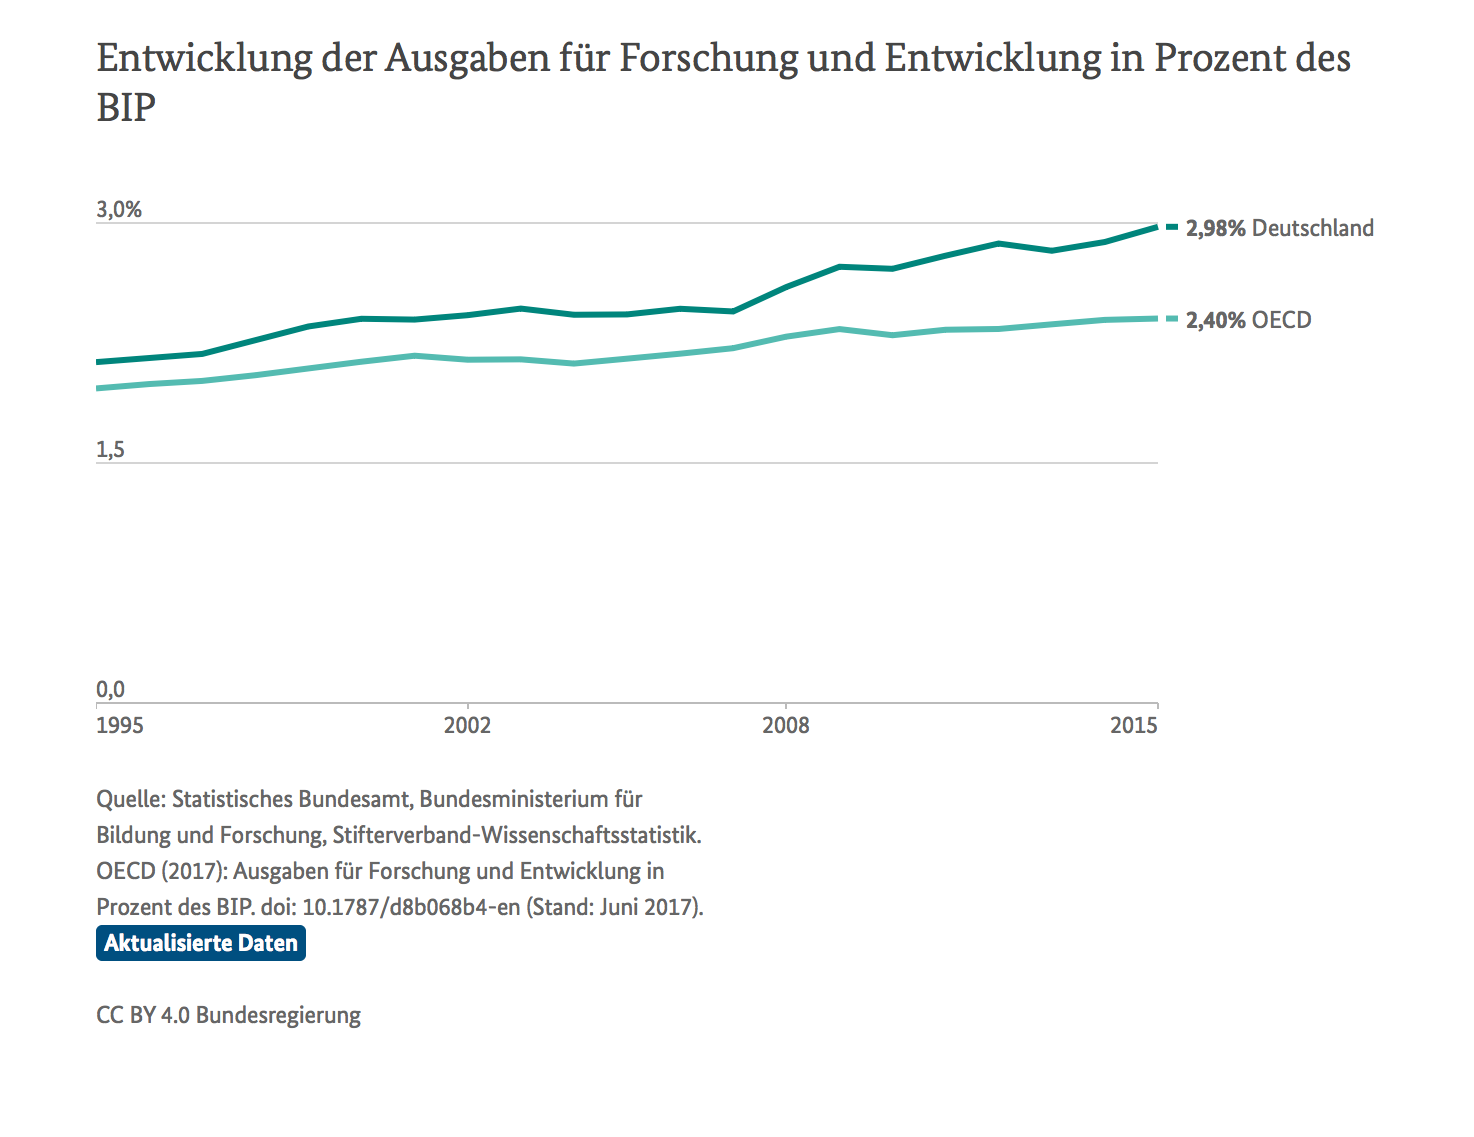 Entwicklung der Ausgaben für Forschung und Entwicklung in Prozent des
BIP
3,0%
2,98% Deutschland
2,40% OECD
1,5
0,0
1995 2002 2008 2015
Quelle: Statistisches Bundesamt, Bundesministerium für
Bildung und Forschung, Stifterverband-Wissenschaftsstatistik.
OECD (2017): Ausgaben für Forschung und Entwicklung in
Prozent des BIP. doi: 10.1787/d8b068b4-en (Stand: Juni 2017).
Aktualisierte Daten
CC BY 4.0 Bundesregierung